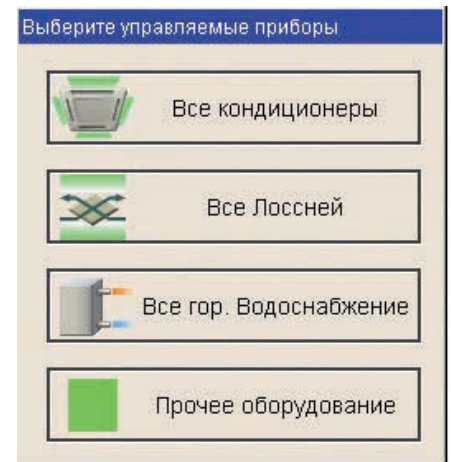 Выберите управляемые приборы
Все кондиционеры
Все Лоссней
Все гор. Водоснабжение
Прочее оборудование